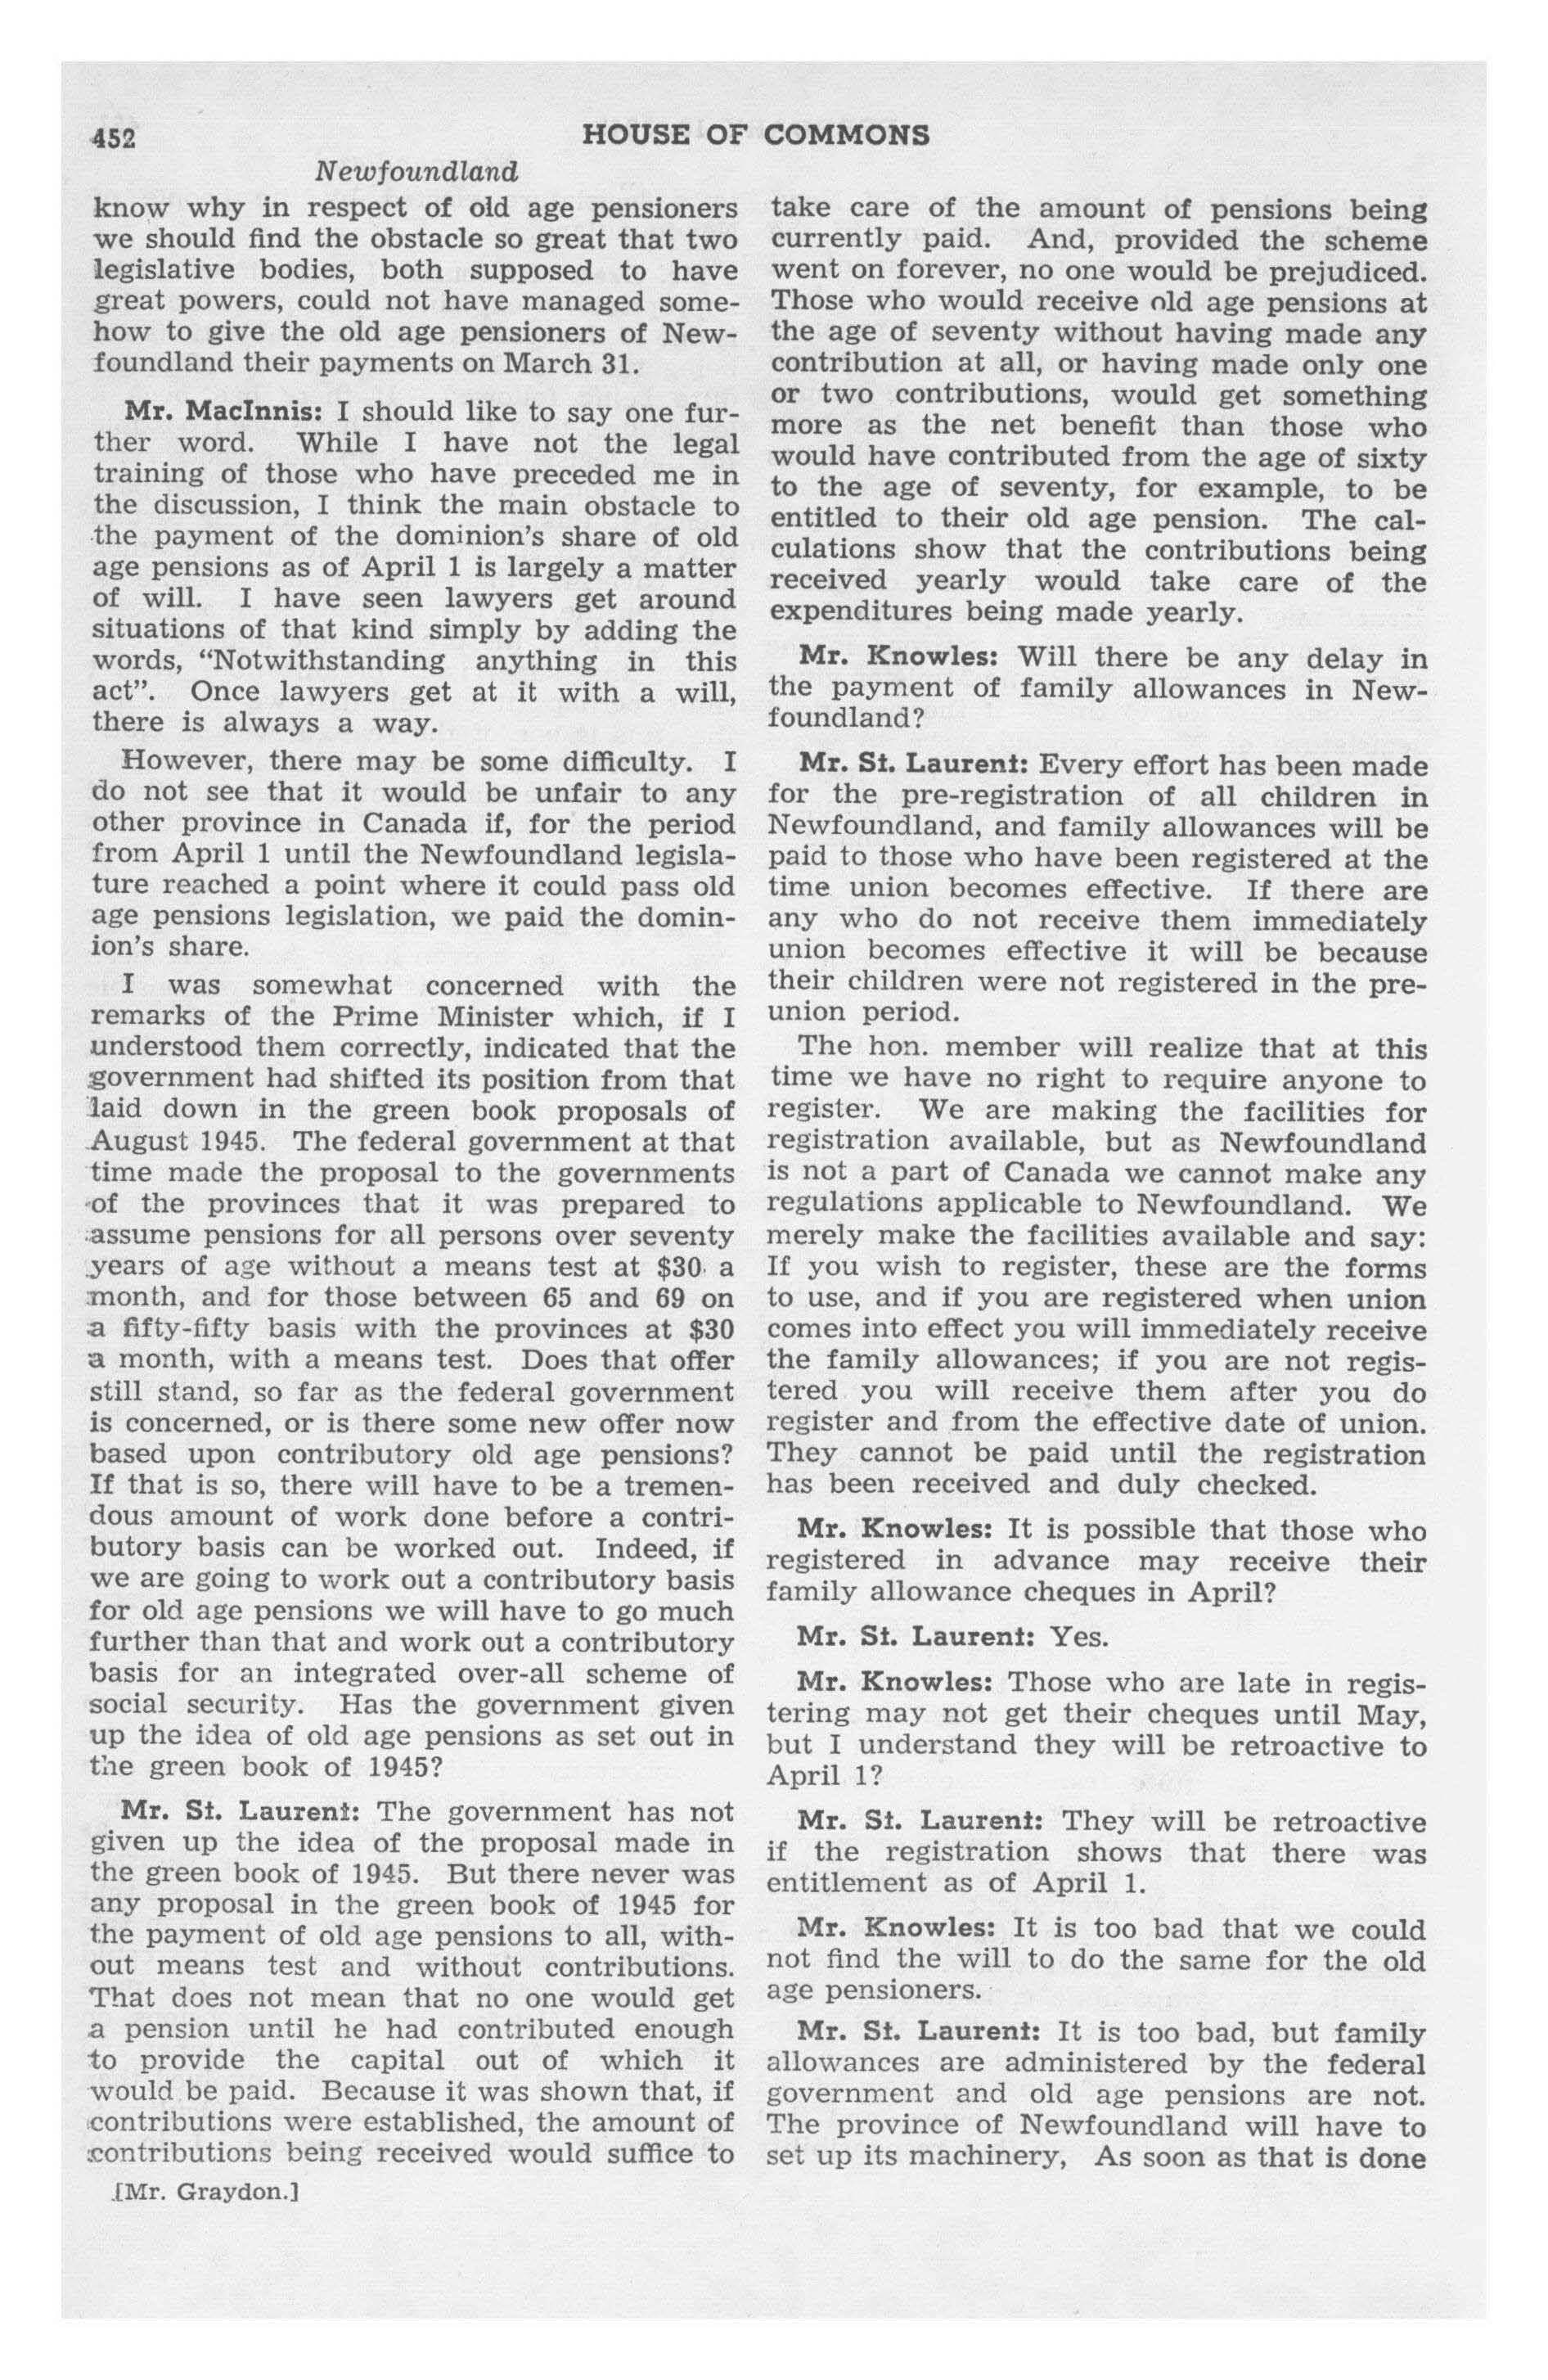 452
HOUSE OF COMMONS
Newfoundland
know why in respect of old age pensioners
we should find the obstacle so great that two
legislative bodies, both supposed to have
great powers, could not have managed some-
how to give the old age pensioners of New-
foundland their payments on March 31.
Mr. MacInnis: I should like to say one fur-
ther word. While I have not the legal
training of those who have preceded me in
the discussion, I think the main obstacle to
the payment of the dominion's share of old
age pensions as of April 1 is largely a matter
of will. I have seen lawyers get around
situations of that kind simply by adding the
words, “Notwithstanding anything in this
act”. Once lawyers get at it with a will,
there is always a way.
However, there may be some difficulty. I
do not see that it would be unfair to any
other province in Canada if, for the period
from April 1 until the Newfoundland legisla-
ture reached a point where it could pass old
age pensions legislation, we paid the domin-
ion's share.
I was somewhat concerned with the
remarks of the Prime Minister which, if I
understood them correctly, indicated that the
government had shifted its position from that
laid down in the green book proposals of
August 1945. The federal government at that
time made the proposal to the governments
of the provinces that it was prepared to
assume pensions for all persons over seventy
years of age without a means test at $30 a
month, and for those between 65 and 69 on
a fifty-fifty basis with the provinces at $30
a month, with a means test. Does that offer
still stand, so far as the federal government
is concerned, or is there some new offer now
based upon contributory old age pensions?
If that is so, there will have to be a tremen-
dous amount of work done before a contri-
butory basis can be worked out. Indeed, if
we are going to work out a contributory basis
for old age pensions we will have to go much
further than that and work out a contributory
basis for an integrated over-all scheme of
social security. Has the government given
up the idea of old age pensions as set out in
the green book of 1945?
Mr. St. Laurent: The government has not
given up the idea of the proposal made in
the green book of 1945. But there never was
any proposal in the green book of 1945 for
the payment of old age pensions to all, with-
out means test and without contributions.
That does not mean that no one would get
a pension until he had contributed enough
to provide the capital out of which it
would be paid. Because it was shown that, if
contributions were established, the amount of
contributions being received would suffice to
[Mr. Graydon.]
take care of the amount of pensions being
currently paid. And, provided the scheme
went on forever, no one would be prejudiced.
Those who would receive old age pensions at
the age of seventy without having made any
contribution at all, or having made only one
or two contributions, would get something
more as the net benefit than those who
would have contributed from the age of sixty
to the age of seventy, for example, to be
entitled to their old age pension. The cal-
culations show that the contributions being
received yearly would take care of the
expenditures being made yearly.
Mr. Knowles: Will there be any delay in
the payment of family allowances in New-
foundland?
Mr. St. Laurent: Every effort has been made
for the pre-registration of all children in
Newfoundland, and family allowances will be
paid to those who have been registered at the
time union becomes effective. If there are
any who do not receive them immediately
union becomes effective it will be because
their children were not registered in the pre-
union period.
The hon. member will realize that at this
time we have no right to require anyone to
register. We are making the facilities for
registration available, but as Newfoundland
is not a part of Canada we cannot make any
regulations applicable to Newfoundland. We
merely make the facilities available and say:
If you wish to register, these are the forms
to use, and if you are registered when union
comes into effect you will immediately receive
the family allowances; if you are not regis-
tered you will receive them after you do
register and from the effective date of union.
They cannot be paid until the registration
has been received and duly checked.
Mr. Knowles: It is possible that those who
registered in advance may receive their
family allowance cheques in April?
Mr. St. Laurent: Yes.
Mr. Knowles: Those who are late in regis-
tering may not get their cheques until May,
but I understand they will be retroactive to
April 1?
Mr. St. Laurent: They will be retroactive
if the registration shows that there was
entitlement as of April 1.
Mr. Knowles: It is too bad that we could
not find the will to do the same for the old
age pensioners.
Mr. St. Laurent: It is too bad, but family
allowances are administered by the federal
government and old age pensions are not.
The province of Newfoundland will have to
set up its machinery, As soon as that is done